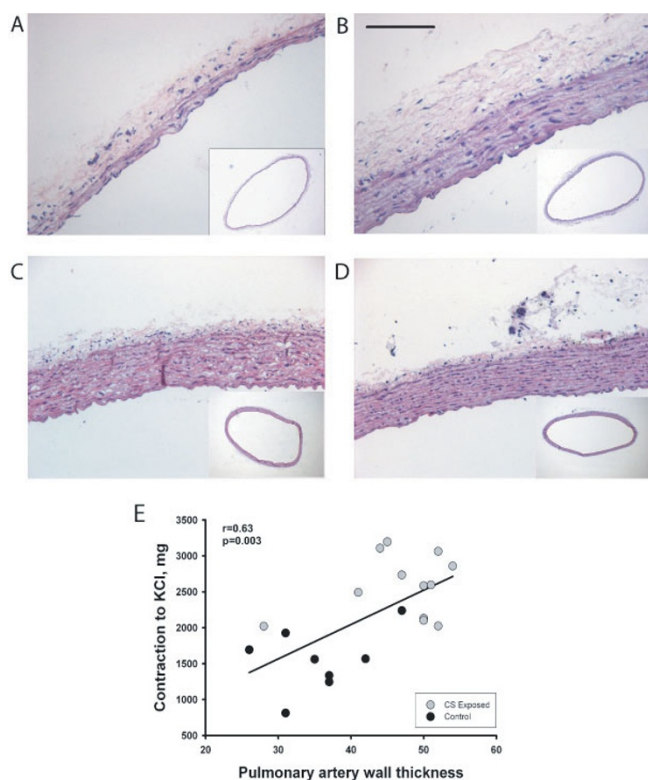 A
B
C
D
E
r=0.63
p=0.003
Contraction to KCl, mg
3500
3000
2500
2000
1500
1000
500
20
30
40
50
60
CS Exposed
Control
Pulmonary artery wall thickness